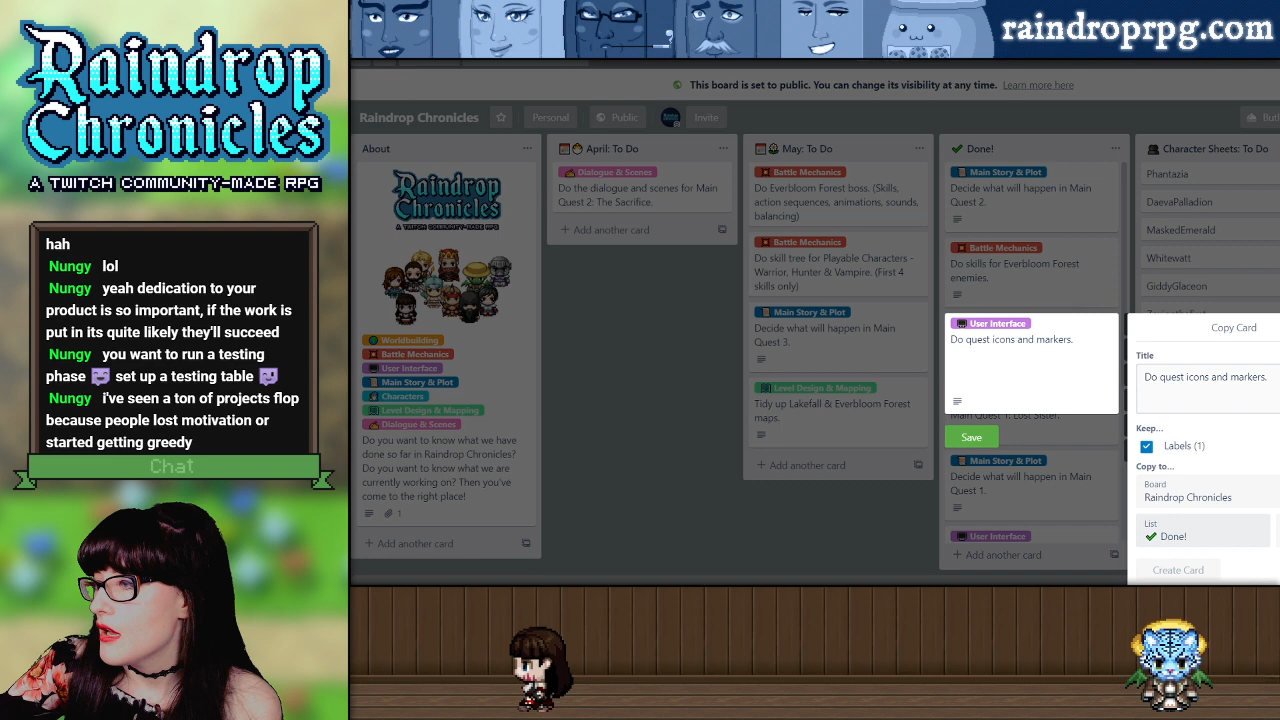 Raindrop
Chronicles
A TWITCH COMMUNITY-MADE RPG
hah
Nungy lol
Nungy yeah dedication to your
product is so important, if the work is
put in its quite likely they'll succeed
Nungy you want to run a testing
phase set up a testing table
Nungy i've seen a ton of projects flop
because people lost motivation or
started getting greedy
Chat
raindroprpg.com
This board is set to public. You can change its visibility at any time. Learn more here
Raindrop Chronicles
Personal
Public
Invite
About
Raindrop
Chronicles
A TWITCH COMMUNITY-MADE RPG
Worldbuilding
Battle Mechanics
User Interface
Main Story & Plot
Characters
Level Design & Mapping
Dialogue & Scenes
Do you want to know what we have
done so far in Raindrop Chronicles?
Do you want to know what we are
currently working on? Then you've
come to the right place!
1
+ Add another card
April: To Do
Dialogue & Scenes
Do the dialogue and scenes for Main
Quest 2: The Sacrifice.
+ Add another card
May: To Do
Battle Mechanics
Do Everbloom Forest boss. (Skills,
action sequences, animations, sounds,
balancing)
Battle Mechanics
Do skill tree for Playable Characters -
Warrior, Hunter & Vampire. (First 4
skills only)
Main Story & Plot
Decide what will happen in Main
Quest 3.
Level Design & Mapping
Tidy up Lakefall & Everbloom Forest
maps.
+ Add another card
Done!
Main Story & Plot
Decide what will happen in Main
Quest 2.
Battle Mechanics
Do skills for Everbloom Forest
enemies.
User Interface
Do quest icons and markers.
Main Quest 1: Lost Sister.
Save
Main Story & Plot
Decide what will happen in Main
Quest 1.
User Interface
+ Add another card
Character Sheets: To Do
Phantazia
DaevaPalladion
MaskedEmerald
Whitewatt
GiddyGlaceon
Copy Card
Title
Do quest icons and markers.
Keep...
Labels (1)
Copy to...
Board
Raindrop Chronicles
List
Done!
Create Card